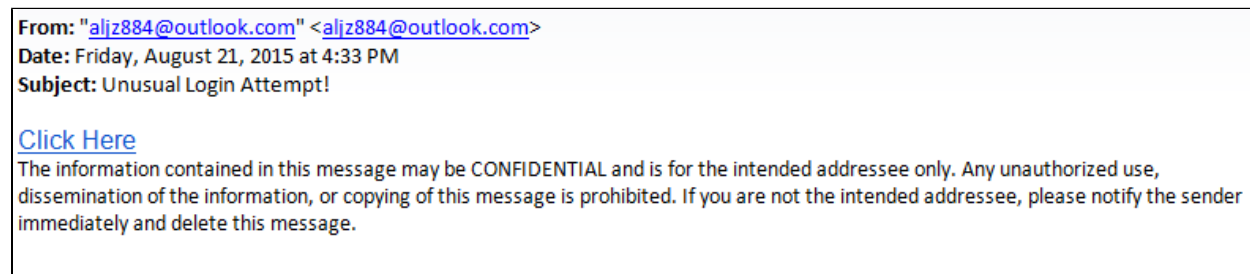 From: "aljz884@outlook.com" <aljz884@outlook.com>
Date: Friday, August 21, 2015 at 4:33 PM
Subject: Unusual Login Attempt!
Click Here
The information contained in this message may be CONFIDENTIAL and is for the intended addressee only. Any unauthorized use,
dissemination of the information, or copying of this message is prohibited. If you are not the intended addressee, please notify the sender
immediately and delete this message.